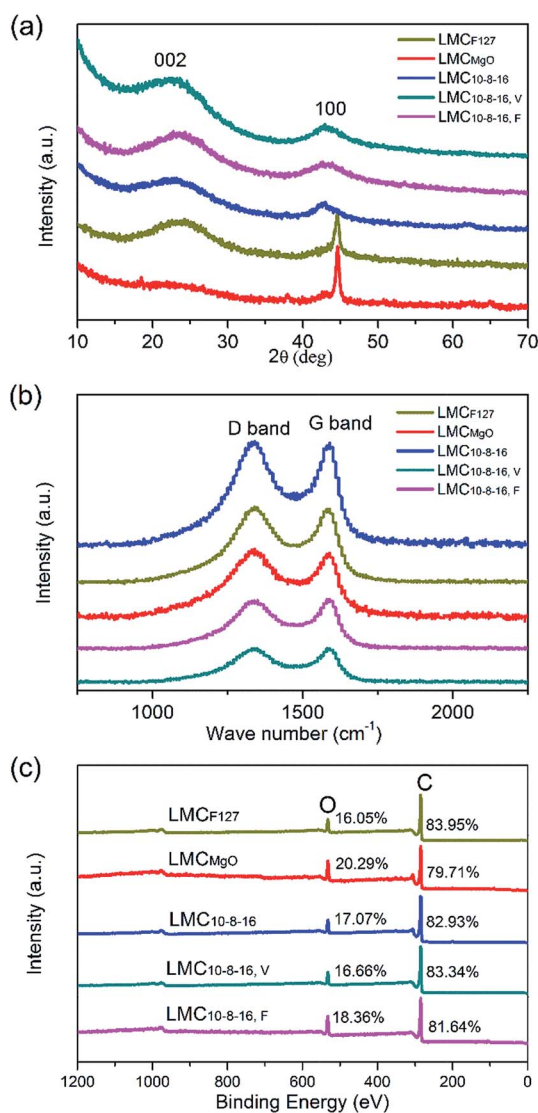 (a)
002
100
LMCF127
LMCMgO
LMC10-8-16
LMC10-8-16, V
LMC10-8-16, F
Intensity (a.u.)
10 20 30 40 50 60 70
2θ (deg)
(b)
D band
G band
LMCF127
LMCMgO
LMC10-8-16
LMC10-8-16, V
LMC10-8-16, F
Intensity (a.u.)
1000 1500 2000
Wave number (cm-1)
(c)
O
C
LMCF127 16.05% 83.95%
LMCMgO 20.29% 79.71%
LMC10-8-16 17.07% 82.93%
LMC10-8-16, V 16.66% 83.34%
LMC10-8-16, F 18.36% 81.64%
Intensity (a.u.)
1200 1000 800 600 400 200 0
Binding Energy (eV)